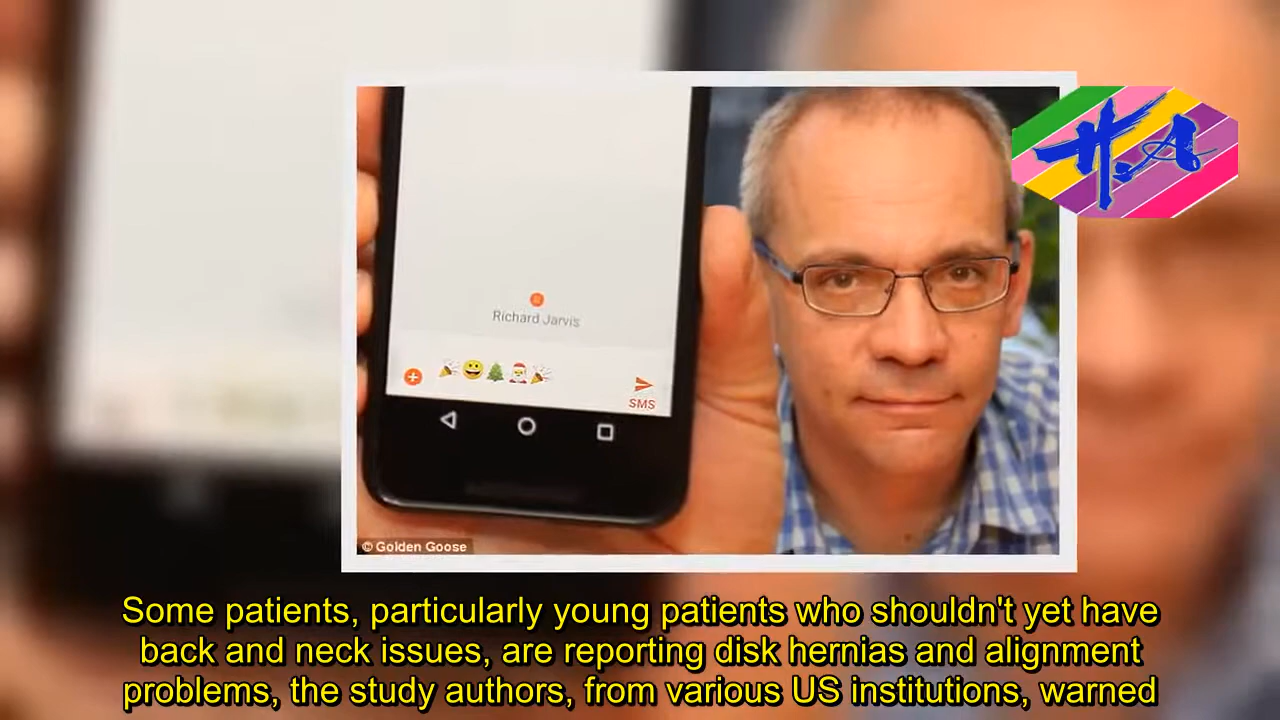 H.A
Richard Jarvis
SMS
© Golden Goose
Some patients, particularly young patients who shouldn't yet have
back and neck issues, are reporting disk hernias and alignment
problems, the study authors, from various US institutions, warned